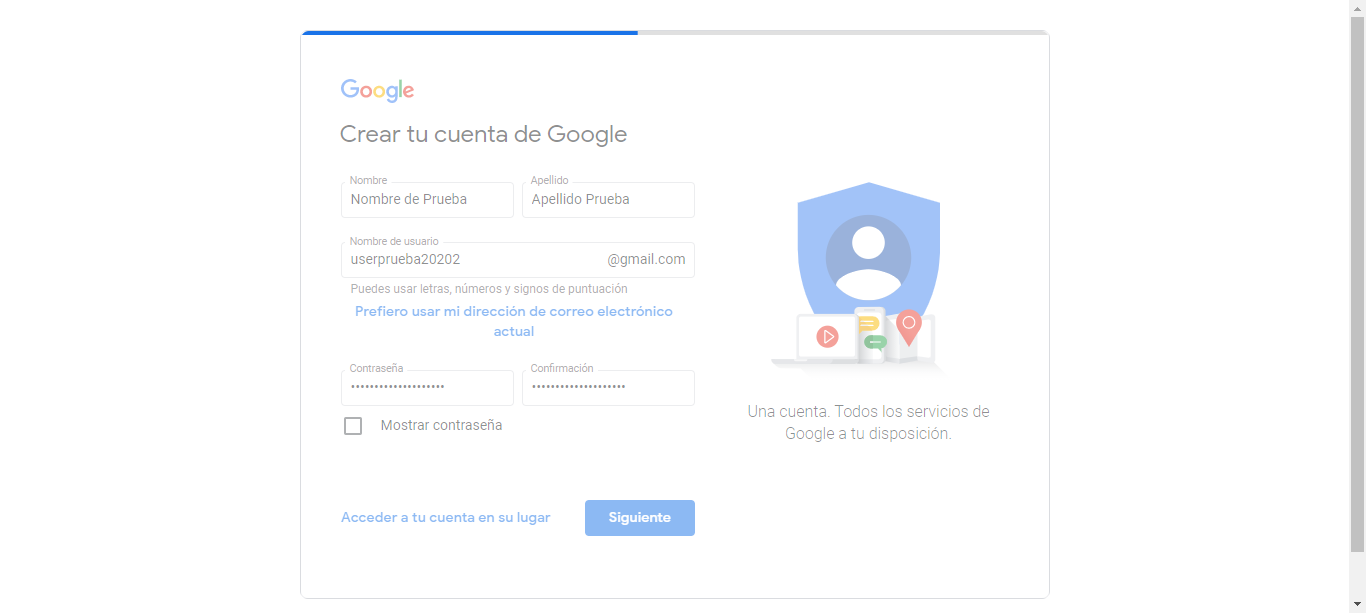 Google
Crear tu cuenta de Google
Nombre
Apellido
Nombre de Prueba
Apellido Prueba
Nombre de usuario
userprueba20202
@gmail.com
Puedes usar letras, números y signos de puntuación
Prefiero usar mi dirección de correo electrónico
actual
Contraseña
Confirmación
••••••••••••••••••••
••••••••••••••••••••
Mostrar contraseña
Acceder a tu cuenta en su lugar
Siguiente
Una cuenta. Todos los servicios de
Google a tu disposición.